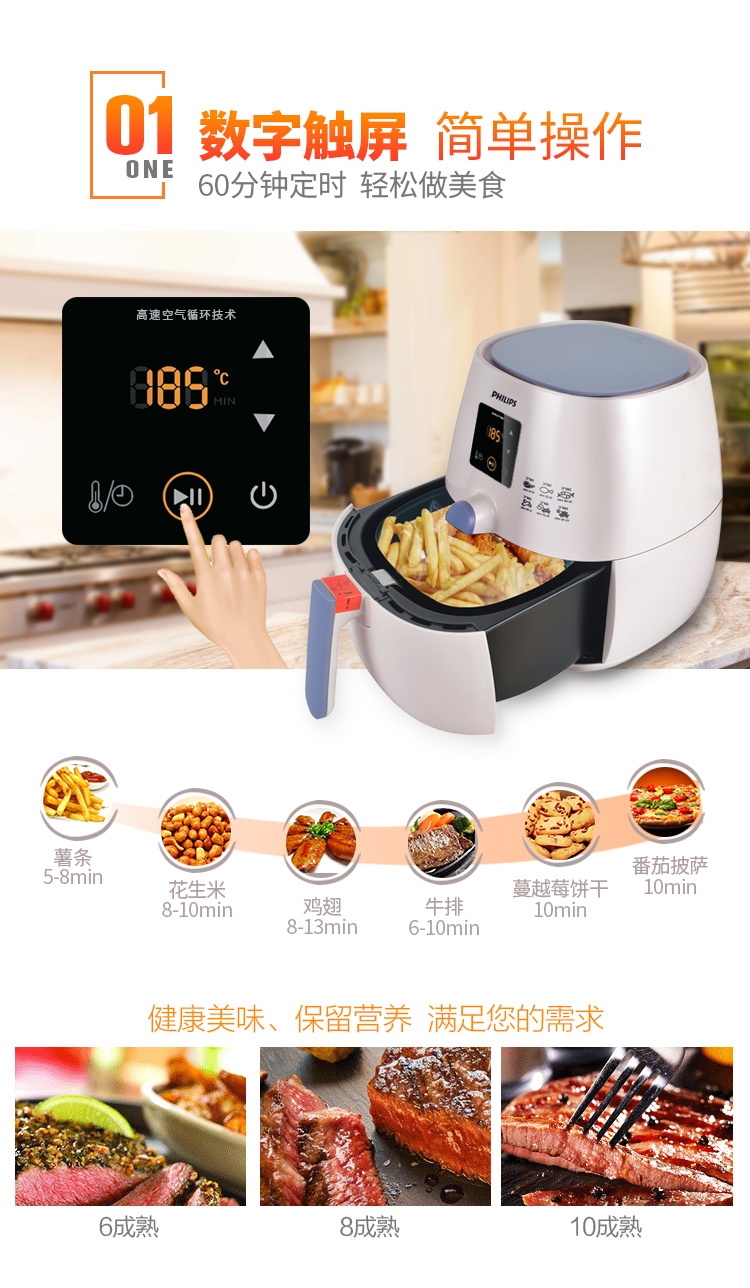 01
ONE
数字触屏 简单操作
60分钟定时 轻松做美食
高速空气循环技术
185 °C
MIN
PHILIPS
185
薯条
5-8min
花生米
8-10min
鸡翅
8-13min
牛排
6-10min
蔓越莓饼干
10min
番茄披萨
10min
健康美味、保留营养 满足您的需求
6成熟
8成熟
10成熟